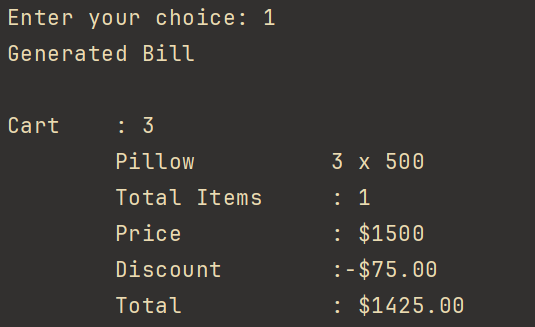 Enter your choice: 1
Generated Bill
Cart    : 3
        Pillow          3 x 500
        Total Items     : 1
        Price           : $1500
        Discount        :-$75.00
        Total           : $1425.00